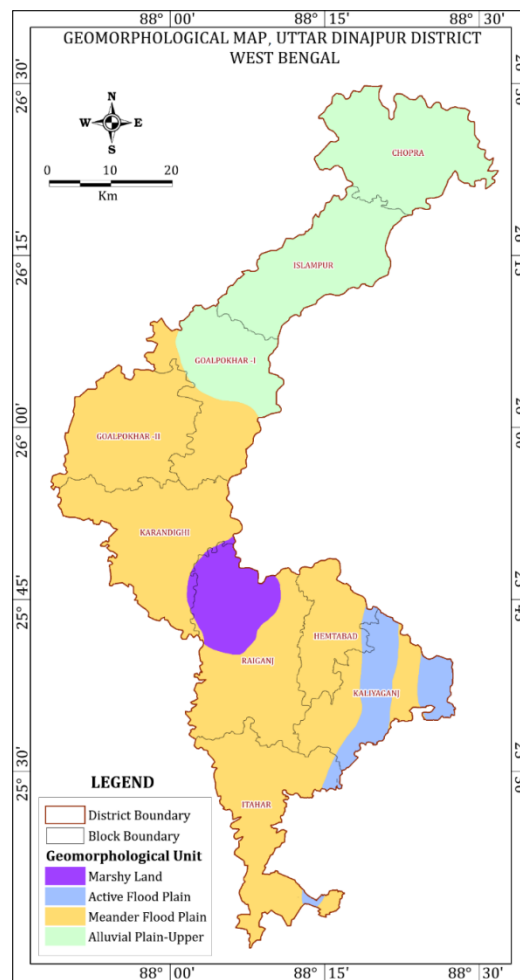 88° 00'
88° 15'
88° 30'
GEOMORPHOLOGICAL MAP, UTTAR DINAJPUR DISTRICT
WEST BENGAL
26° 30'
N
W
E
S
0
10
20
Km
CHOPRA
26° 15'
ISLAMPUR
GOALPOKHAR -I
26° 00'
GOALPOKHAR -II
KARANDIGHI
25° 45'
HEMTABAD
RAIGANJ
KALIYAGANJ
25° 30'
ITAHAR
LEGEND
District Boundary
Block Boundary
Geomorphological Unit
Marshy Land
Active Flood Plain
Meander Flood Plain
Alluvial Plain-Upper
88° 00'
88° 15'
88° 30'